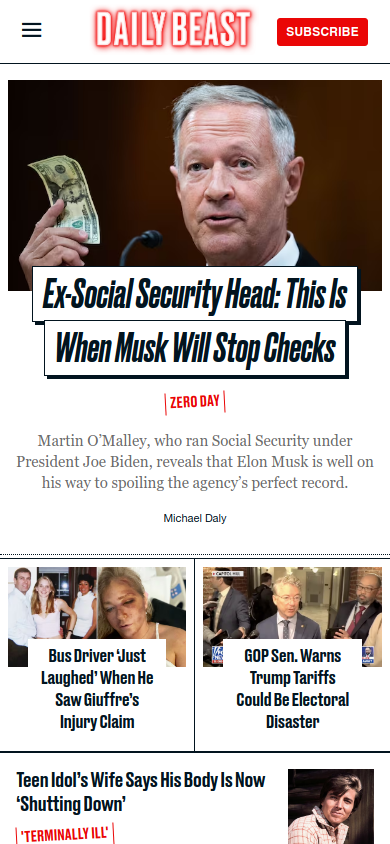 DAILY BEAST
SUBSCRIBE
Ex-Social Security Head: This Is
When Musk Will Stop Checks
ZERO DAY
Martin O’Malley, who ran Social Security under
President Joe Biden, reveals that Elon Musk is well on
his way to spoiling the agency’s perfect record.
Michael Daly
CAPITOL HILL
Bus Driver ‘Just
Laughed’ When He
Saw Giuffre’s
Injury Claim
GOP Sen. Warns
Trump Tariffs
Could Be Electoral
Disaster
Teen Idol’s Wife Says His Body Is Now
‘Shutting Down’
'TERMINALLY ILL'